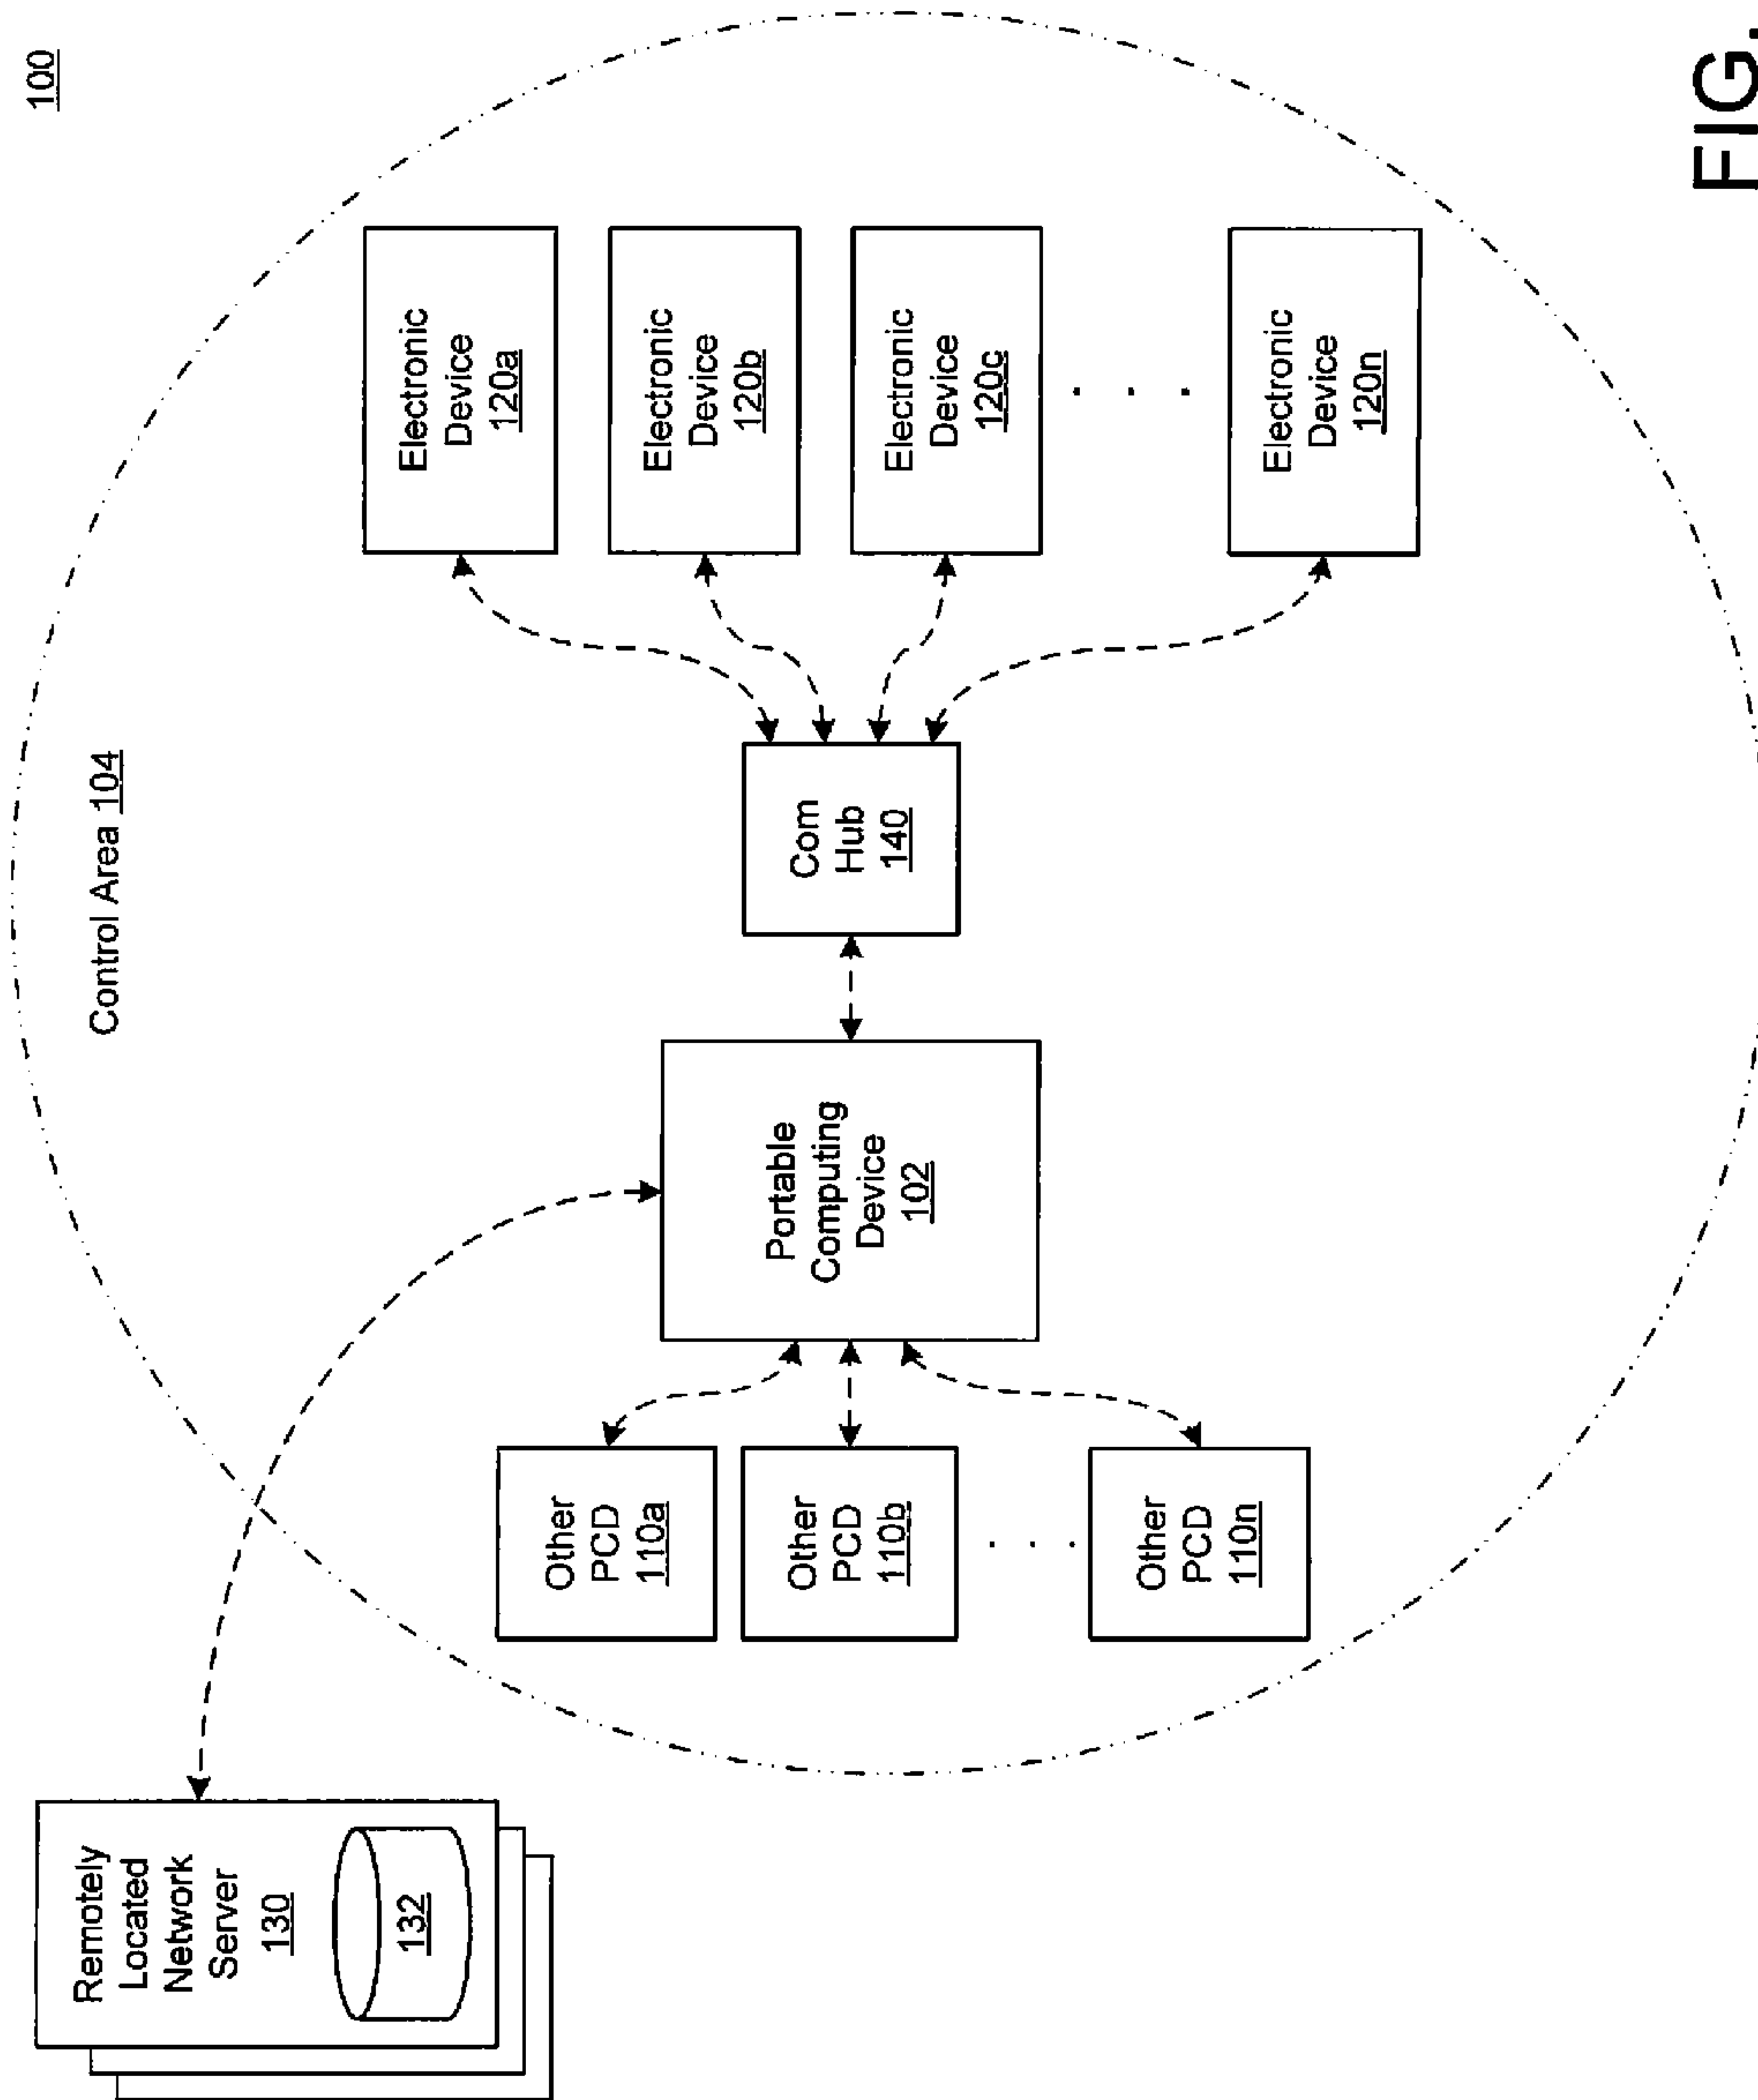 100
Control Area 104
Remotely
Located
Network
Server
130
132
Other
PCD
110a
Other
PCD
110b
. . .
Other
PCD
110n
Portable
Computing
Device
102
Com
Hub
140
Electronic
Device
120a
Electronic
Device
120b
Electronic
Device
120c
. . .
Electronic
Device
120n
FIG.